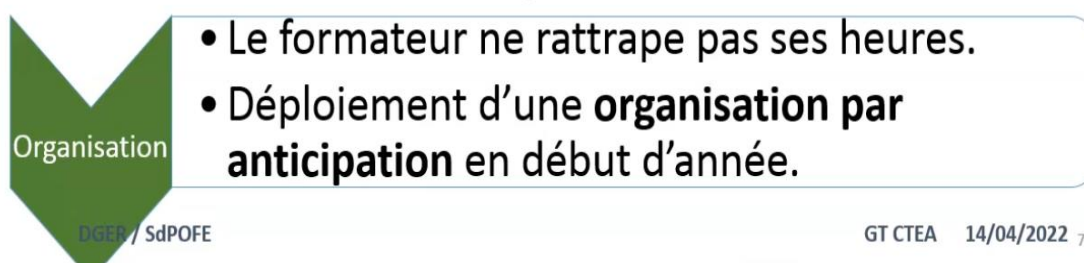 • Le formateur ne rattrape pas ses heures.
• Déploiement d'une organisation par
anticipation en début d'année.
Organisation
DGER / SdPOFE
GT CTEA 14/04/2022 7